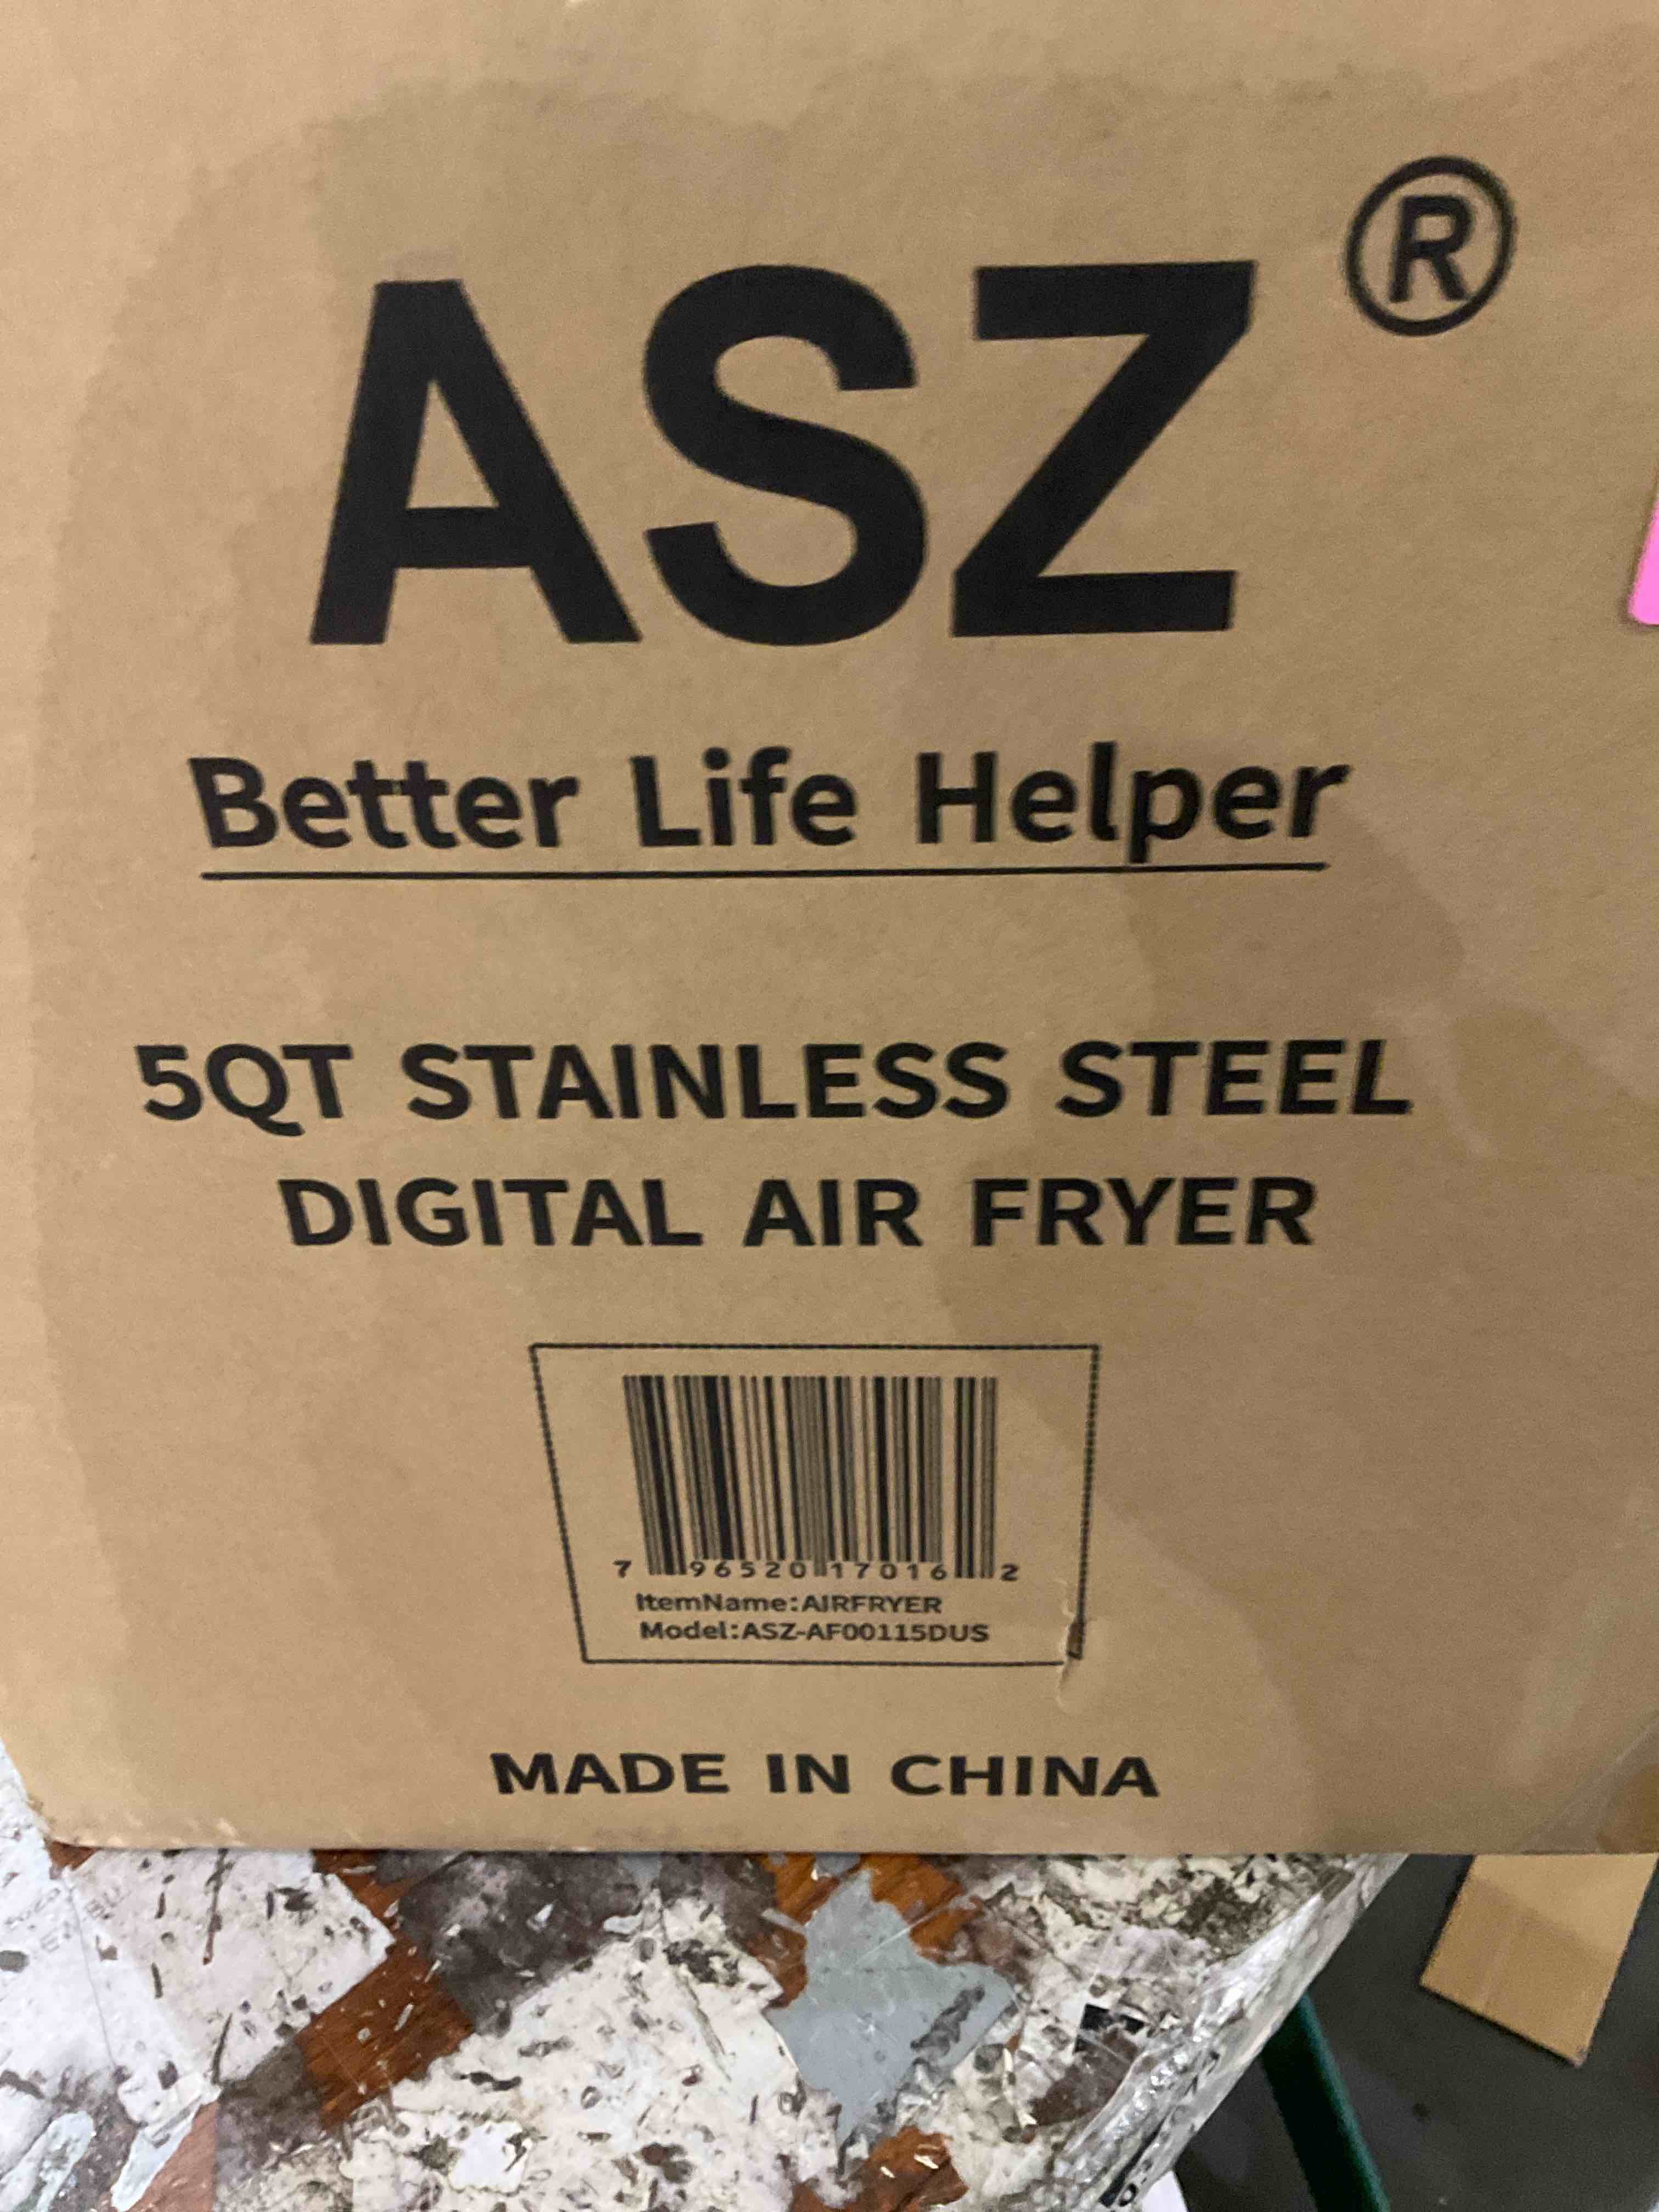 ASZ®
Better Life Helper
5QT STAINLESS STEEL
DIGITAL AIR FRYER
7 96520 17016 2
ItemName:AIRFRYER
Model:ASZ-AF00115DUS
MADE IN CHINA